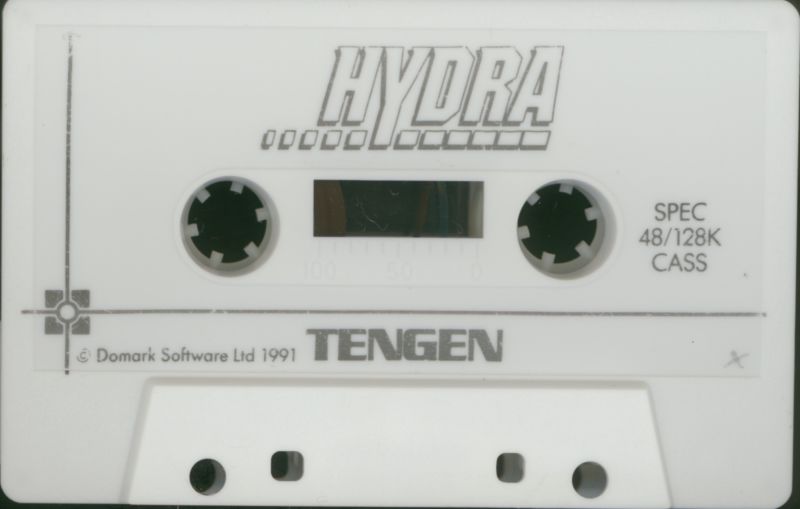 HYDRA
SPEC
48/128K
CASS
100 50 0
TENGEN
© Domark Software Ltd 1991